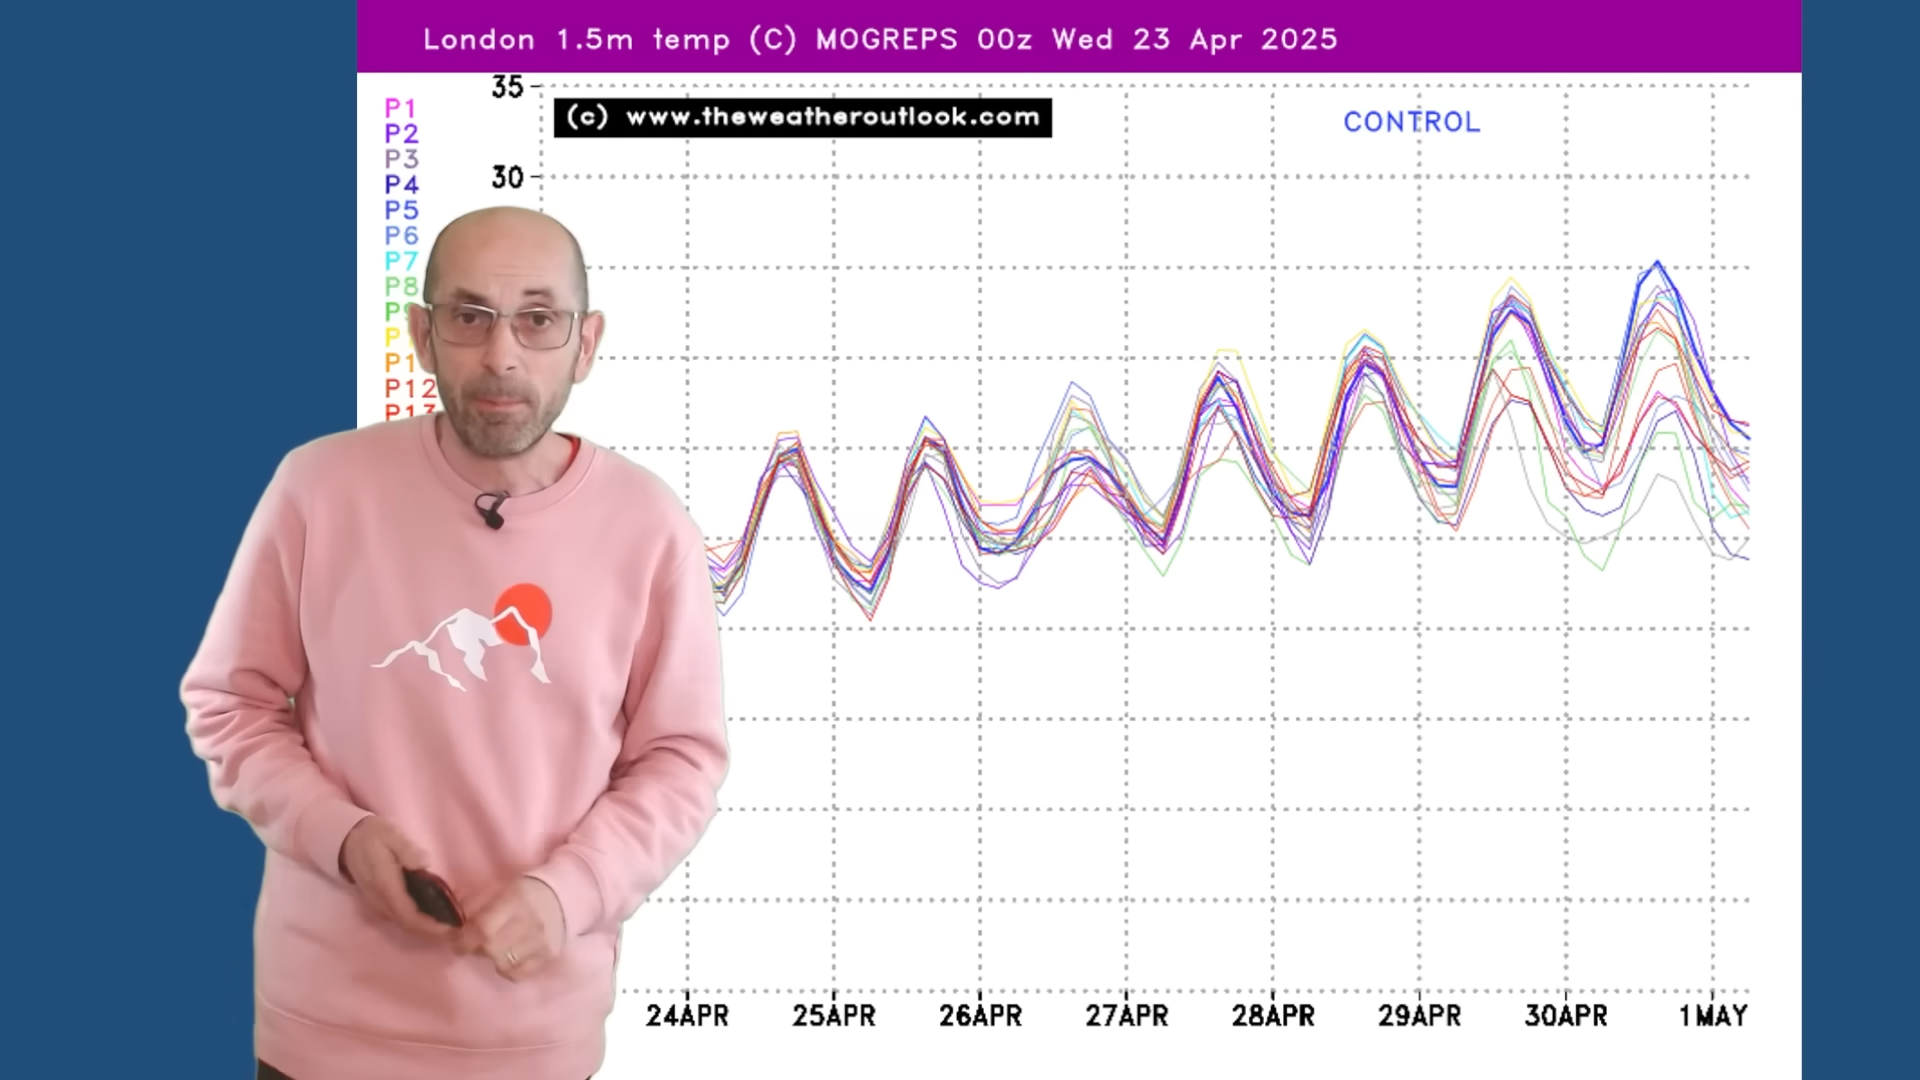 London 1.5m temp (C) MOGREPS 00z Wed 23 Apr 2025
35
(c) www.theweatheroutlook.com
CONTROL
30
P1
P2
P3
P4
P5
P6
P7
P8
P12
P13
24APR 25APR 26APR 27APR 28APR 29APR 30APR 1MAY